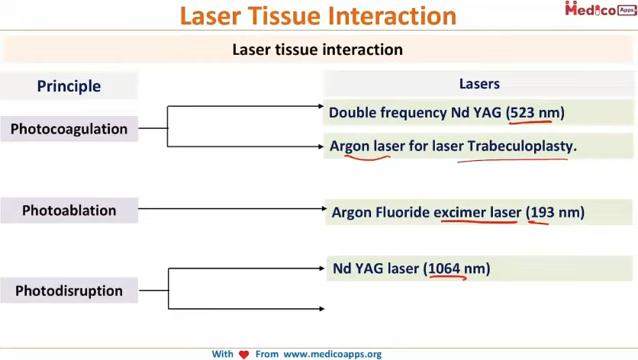 Laser Tissue Interaction
Medico Apps
Laser tissue interaction
Principle
Lasers
Photocoagulation
Double frequency Nd YAG (523 nm)
Argon laser for laser Trabeculoplasty.
Photoablation
Argon Fluoride excimer laser (193 nm)
Photodisruption
Nd YAG laser (1064 nm)
With From www.medicoapps.org